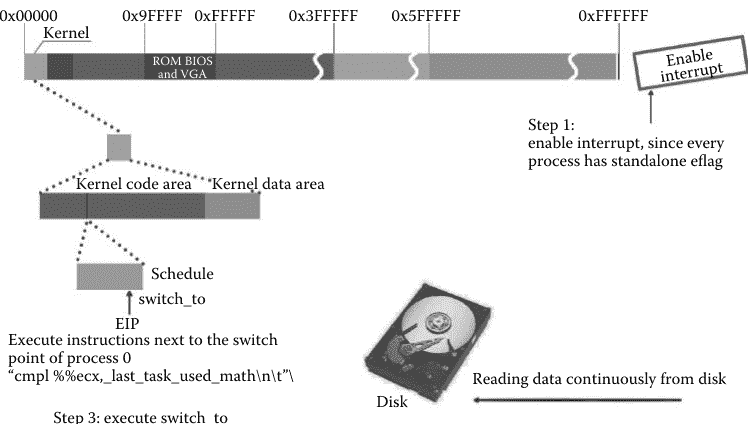 0x00000 0x9FFFF 0xFFFFF 0x3FFFFF 0x5FFFFF 0xFFFFFF
Kernel
ROM BIOS
and VGA
Enable
interrupt
Step 1:
enable interrupt, since every
process has standalone eflag
Kernel code area Kernel data area
Schedule
switch_to
EIP
Execute instructions next to the switch
point of process 0
“cmpl %%ecx,_last_task_used_math\n\t”\
Reading data continuously from disk
Disk
Step 3: execute switch_to